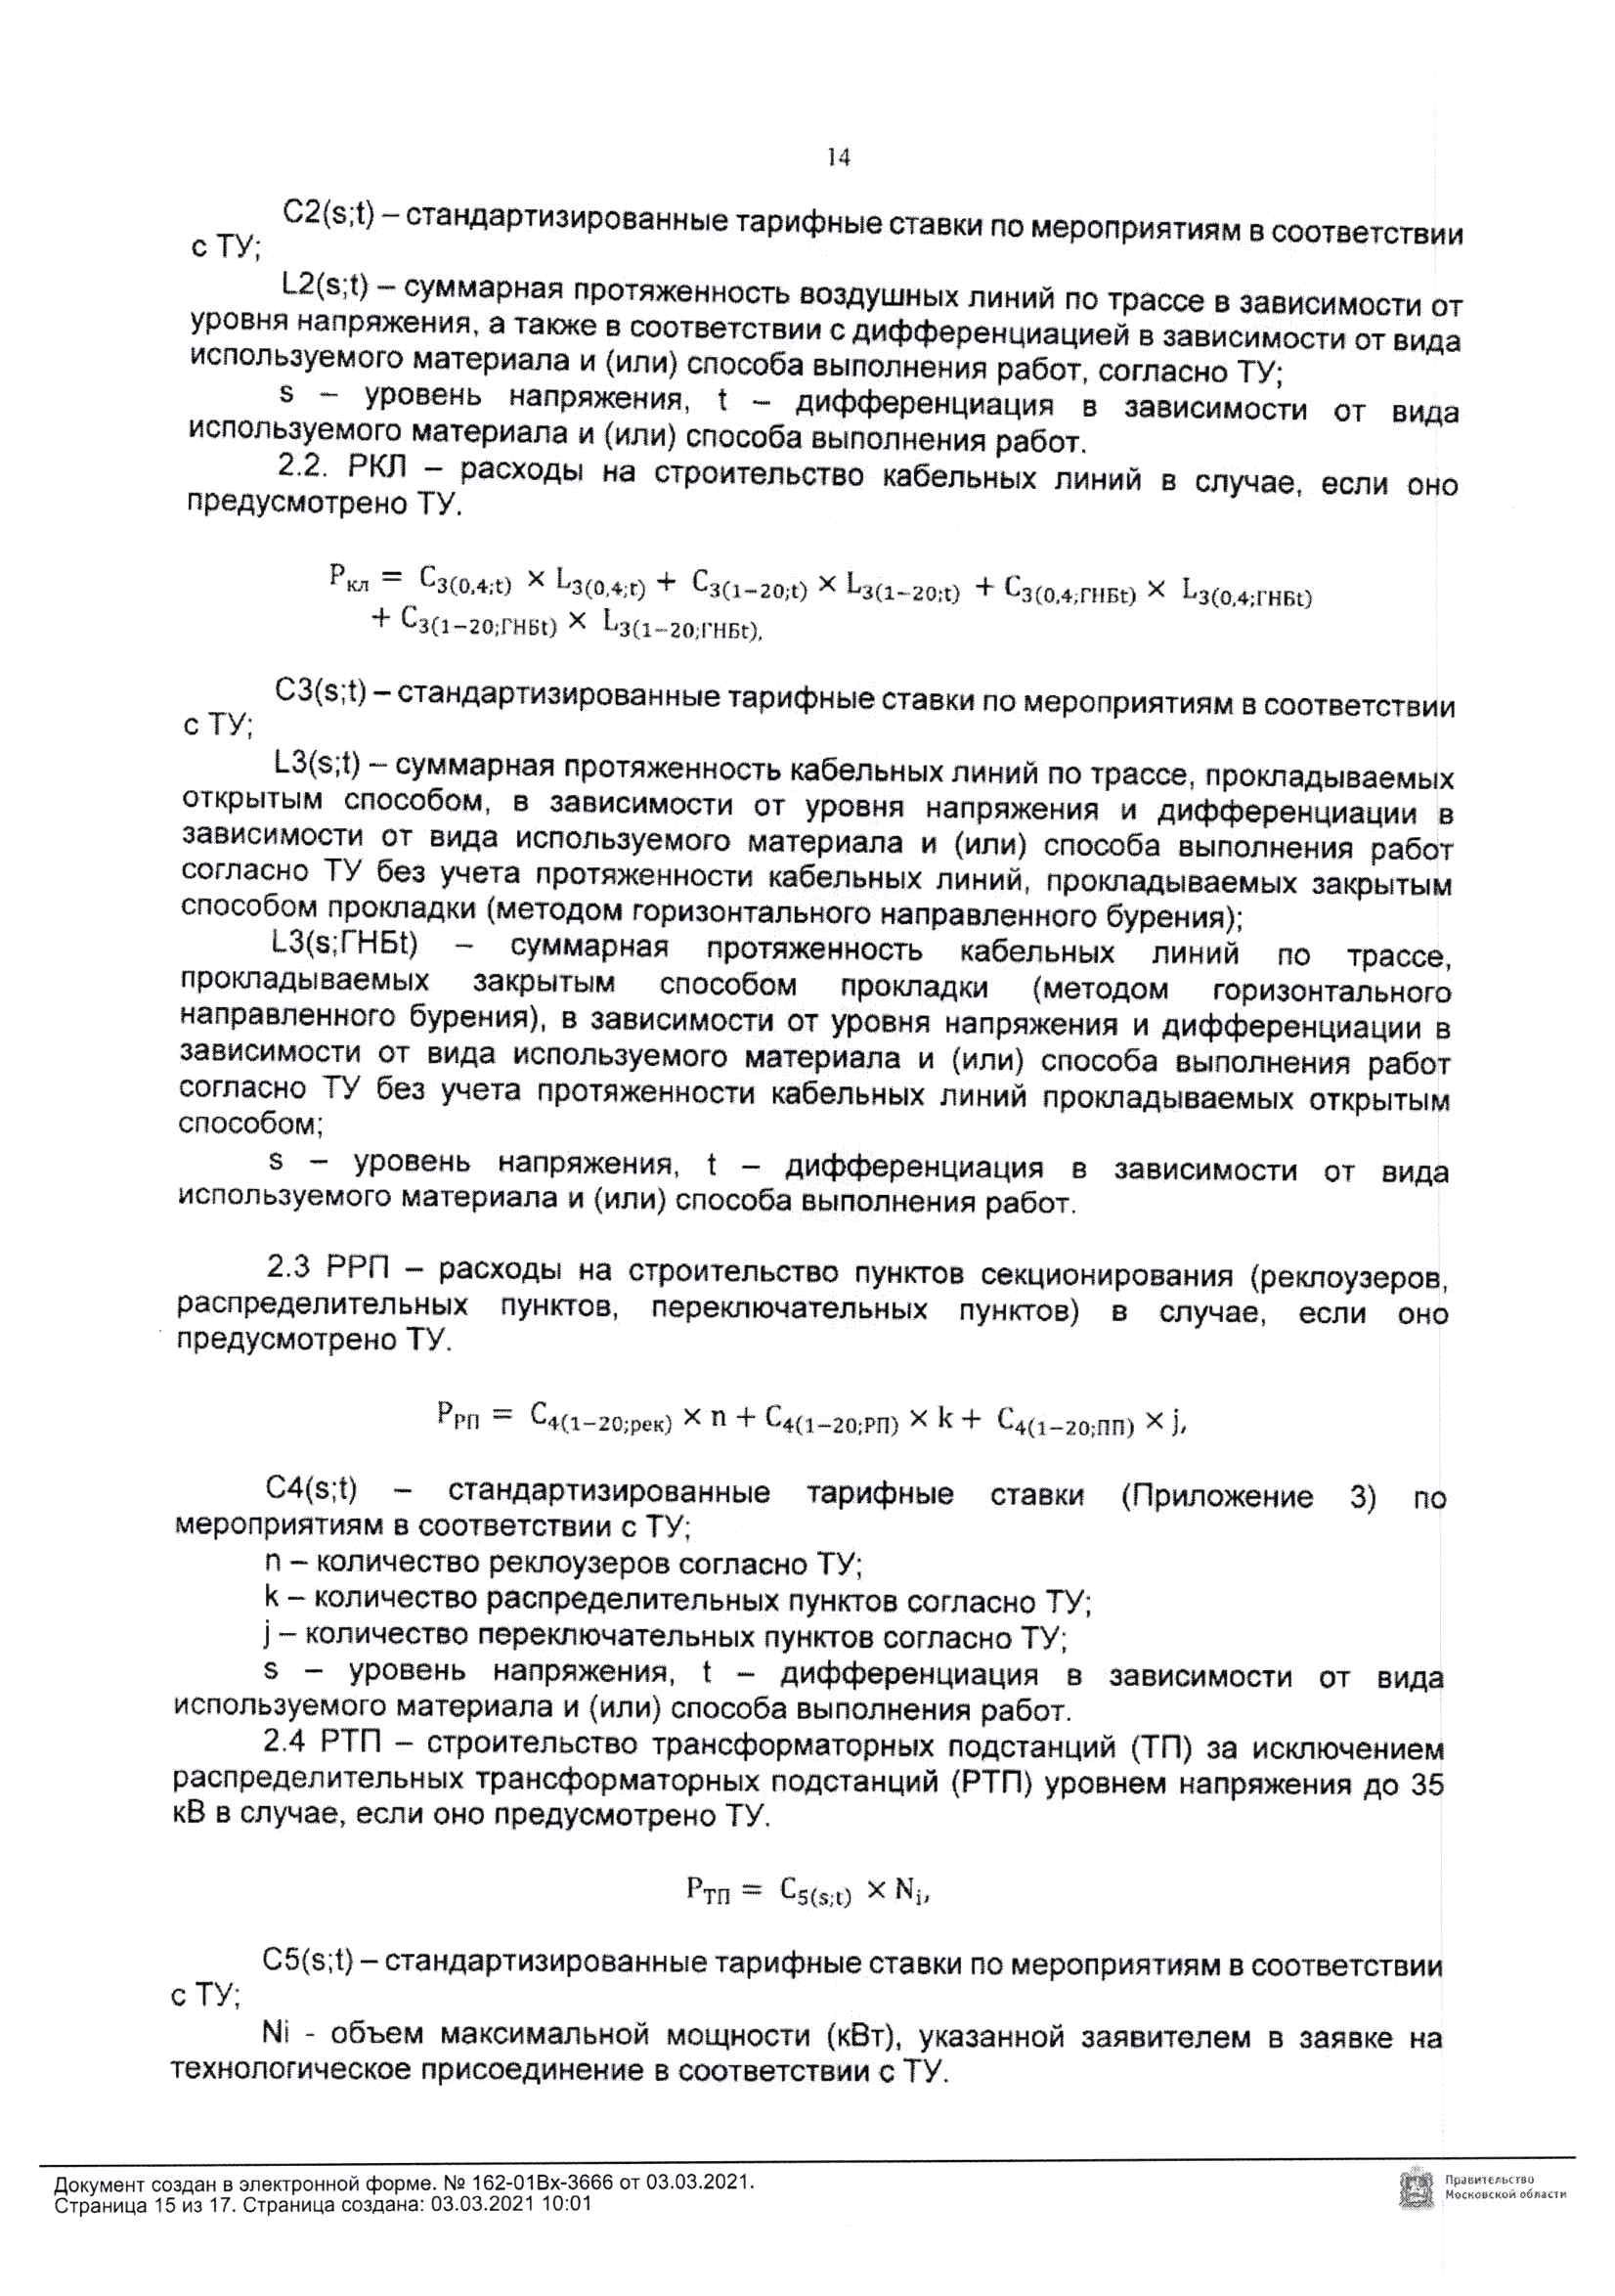 14
С2(s;t) – стандартизированные тарифные ставки по мероприятиям в соответствии
с ТУ;
L2(s;t) – суммарная протяженность воздушных линий по трассе в зависимости от
уровня напряжения, а также в соответствии с дифференциацией в зависимости от вида
используемого материала и (или) способа выполнения работ, согласно ТУ;
s – уровень напряжения, t – дифференциация в зависимости от вида
используемого материала и (или) способа выполнения работ.
2.2. РКЛ – расходы на строительство кабельных линий в случае, если оно
предусмотрено ТУ.
Ркл = С3(0,4;t) × L3(0,4;t) + С3(1−20;t) × L3(1−20;t) + С3(0,4;ГНБt) × L3(0,4;ГНБt)
+ С3(1−20;ГНБt) × L3(1−20;ГНБt),
С3(s;t) – стандартизированные тарифные ставки по мероприятиям в соответствии
с ТУ;
L3(s;t) – суммарная протяженность кабельных линий по трассе, прокладываемых
открытым способом, в зависимости от уровня напряжения и дифференциации в
зависимости от вида используемого материала и (или) способа выполнения работ
согласно ТУ без учета протяженности кабельных линий, прокладываемых закрытым
способом прокладки (методом горизонтального направленного бурения);
L3(s;ГНБt) – суммарная протяженность кабельных линий по трассе,
прокладываемых закрытым способом прокладки (методом горизонтального
направленного бурения), в зависимости от уровня напряжения и дифференциации в
зависимости от вида используемого материала и (или) способа выполнения работ
согласно ТУ без учета протяженности кабельных линий прокладываемых открытым
способом;
s – уровень напряжения, t – дифференциация в зависимости от вида
используемого материала и (или) способа выполнения работ.
2.3 РРП – расходы на строительство пунктов секционирования (реклоузеров,
распределительных пунктов, переключательных пунктов) в случае, если оно
предусмотрено ТУ.
РРП = С4(1−20;рек) × n + С4(1−20;РП) × k + С4(1−20;ПП) × j,
С4(s;t) – стандартизированные тарифные ставки (Приложение 3) по
мероприятиям в соответствии с ТУ;
n – количество реклоузеров согласно ТУ;
k – количество распределительных пунктов согласно ТУ;
j – количество переключательных пунктов согласно ТУ;
s – уровень напряжения, t – дифференциация в зависимости от вида
используемого материала и (или) способа выполнения работ.
2.4 РТП – строительство трансформаторных подстанций (ТП) за исключением
распределительных трансформаторных подстанций (РТП) уровнем напряжения до 35
кВ в случае, если оно предусмотрено ТУ.
РТП = С5(s;t) × Ni,
С5(s;t) – стандартизированные тарифные ставки по мероприятиям в соответствии
с ТУ;
Ni - объем максимальной мощности (кВт), указанной заявителем в заявке на
технологическое присоединение в соответствии с ТУ.
Документ создан в электронной форме. № 162-01Вх-3666 от 03.03.2021.
Страница 15 из 17. Страница создана: 03.03.2021 10:01
Правительство
Московской области